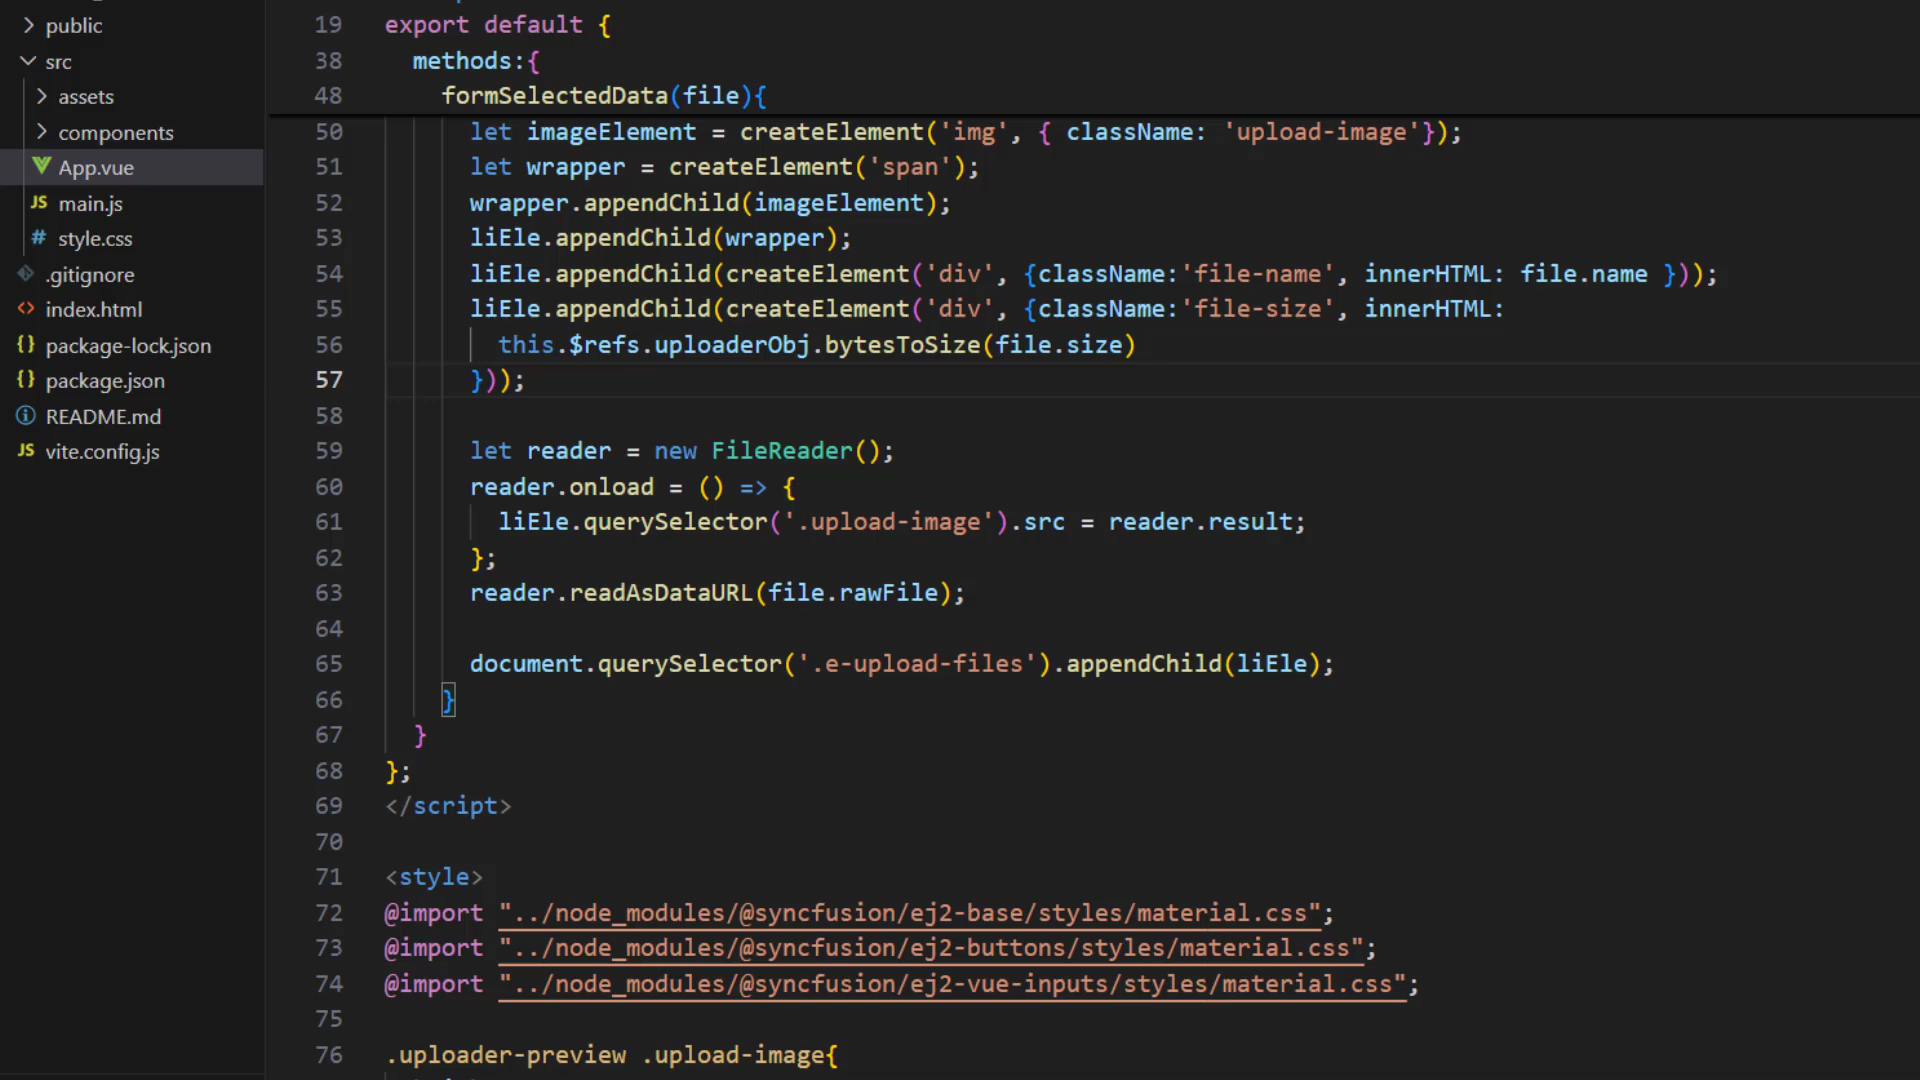 public
src
assets
components
App.vue
JS main.js
# style.css
.gitignore
<> index.html
{} package-lock.json
{} package.json
README.md
JS vite.config.js
19 export default {
38 methods:{
48 formSelectedData(file){
50 let imageElement = createElement('img', { className: 'upload-image'});
51 let wrapper = createElement('span');
52 wrapper.appendChild(imageElement);
53 liEle.appendChild(wrapper);
54 liEle.appendChild(createElement('div', {className:'file-name', innerHTML: file.name }));
55 liEle.appendChild(createElement('div', {className:'file-size', innerHTML:
56 this.$refs.uploaderObj.bytesToSize(file.size)
57 }));
58
59 let reader = new FileReader();
60 reader.onload = () => {
61 liEle.querySelector('.upload-image').src = reader.result;
62 };
63 reader.readAsDataURL(file.rawFile);
64
65 document.querySelector('.e-upload-files').appendChild(liEle);
66 }
67 }
68 };
69 </script>
70
71 <style>
72 @import "../node_modules/@syncfusion/ej2-base/styles/material.css";
73 @import "../node_modules/@syncfusion/ej2-buttons/styles/material.css";
74 @import "../node_modules/@syncfusion/ej2-vue-inputs/styles/material.css";
75
76 .uploader-preview .upload-image{